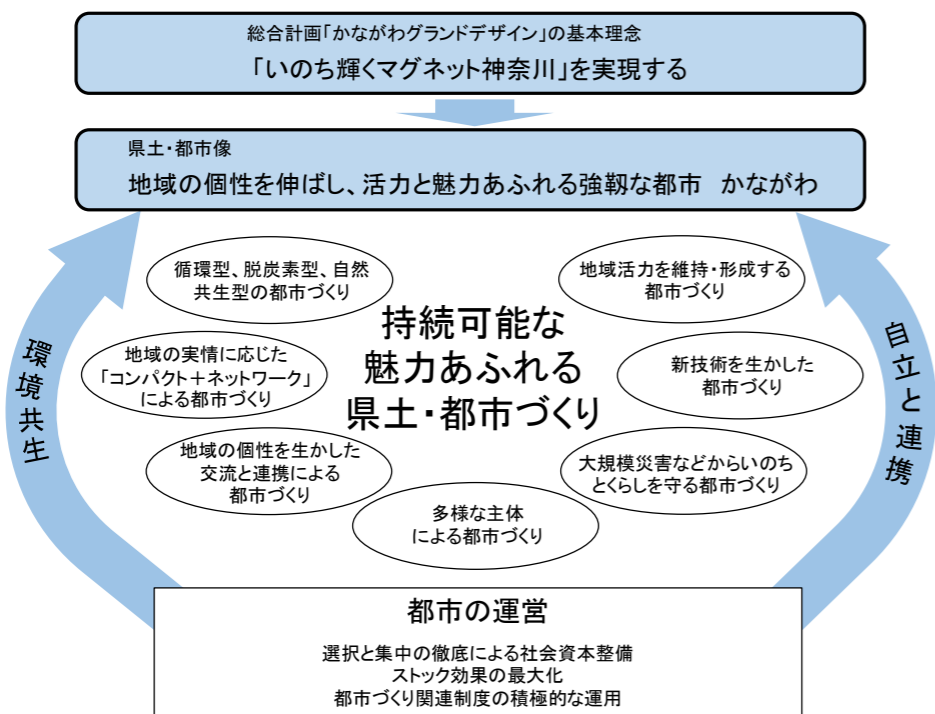 総合計画「かながわグランドデザイン」の基本理念
「いのち輝くマグネット神奈川」を実現する
県土・都市像
地域の個性を伸ばし、活力と魅力あふれる強靱な都市　かながわ
循環型、脱炭素型、自然
共生型の都市づくり
地域活力を維持・形成する
都市づくり
持続可能な
魅力あふれる
県土・都市づくり
地域の実情に応じた
「コンパクト＋ネットワーク」
による都市づくり
新技術を生かした
都市づくり
地域の個性を生かした
交流と連携による
都市づくり
大規模災害などからいのち
とくらしを守る都市づくり
多様な主体
による都市づくり
環境共生
自立と連携
都市の運営
選択と集中の徹底による社会資本整備
ストック効果の最大化
都市づくり関連制度の積極的な運用